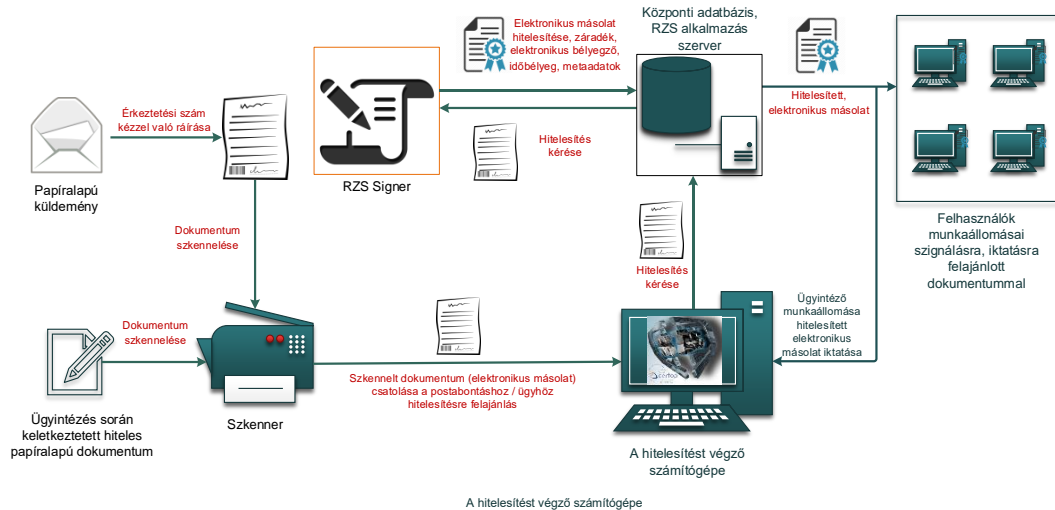 Elektronikus másolat
hitelesítése, záradék,
elektronikus bélyegző,
időbélyeg, metaadatok
Központi adatbázis,
RZS alkalmazás
szerver
Hitelesített,
elektronikus másolat
Érkeztetési szám
kézzel való ráírása
Papíralapú
küldemény
RZS Signer
Hitelesítés
kérése
Felhasználók
munkaállomásai
szignálásra, iktatásra
felajánlott
dokumentummal
Dokumentum
szkennelése
Hitelesítés
kérése
Dokumentum
szkennelése
Ügyintéző
munkaállomása
hitelesített
elektronikus
másolat iktatása
Szkennelt dokumentum (elektronikus másolat)
csatolása a postabontáshoz / ügyhöz
hitelesítésre felajánlás
Ügyintézés során
keletkeztetett hiteles
papíralapú dokumentum
Szkenner
A hitelesítést végző
számítógépe
A hitelesítést végző számítógépe